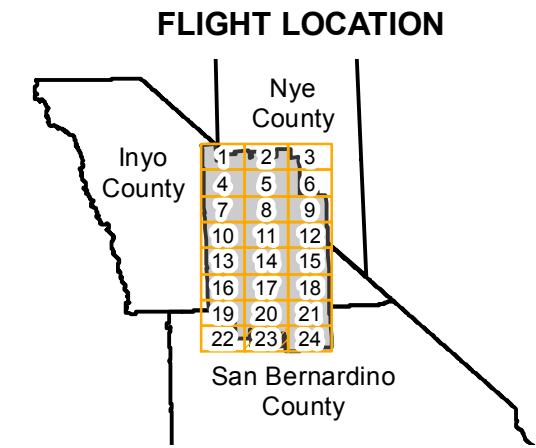 FLIGHT LOCATION
Nye
County
Inyo
County
1 2 3
4 5 6
7 8 9
10 11 12
13 14 15
16 17 18
19 20 21
22 23 24
San Bernardino
County